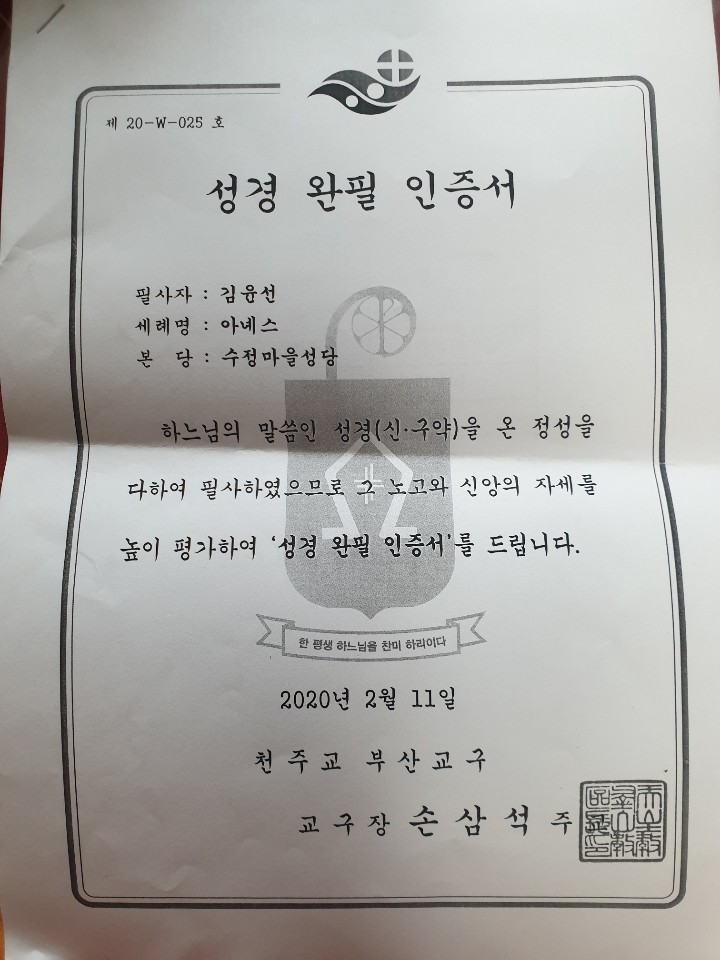 제 20-W-025 호
성경 완필 인증서
필사자 : 김윤선
세례명 : 아네스
본 당 : 수정마을성당
하느님의 말씀인 성경(신·구약)을 온 정성을
다하여 필사하였으므로 그 노고와 신앙의 자세를
높이 평가하여 ‘성경 완필 인증서’를 드립니다.
한 평생 하느님을 찬미 하리이다
2020년 2월 11일
천 주 교 부 산 교 구
교 구 장 손 삼 석 주